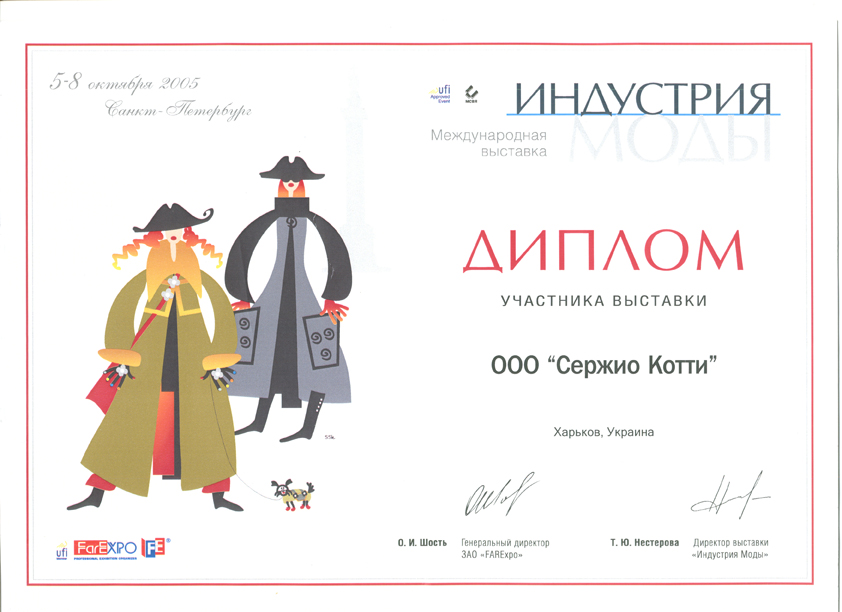 5-8 октября 2005
Санкт-Петербург
ufi
Approved
Event
МСВЯ
ИНДУСТРИЯ
МОДЫ
Международная
выставка
ДИПЛОМ
УЧАСТНИКА ВЫСТАВКИ
ООО “Сержио Котти”
Харьков, Украина
О. И. Шость
Генеральный директор
ЗАО «FARExpo»
Т. Ю. Нестерова
Директор выставки
«Индустрия Моды»
ufi
FarEXPO
PROFESSIONAL EXHIBITION ORGANIZER
FE®